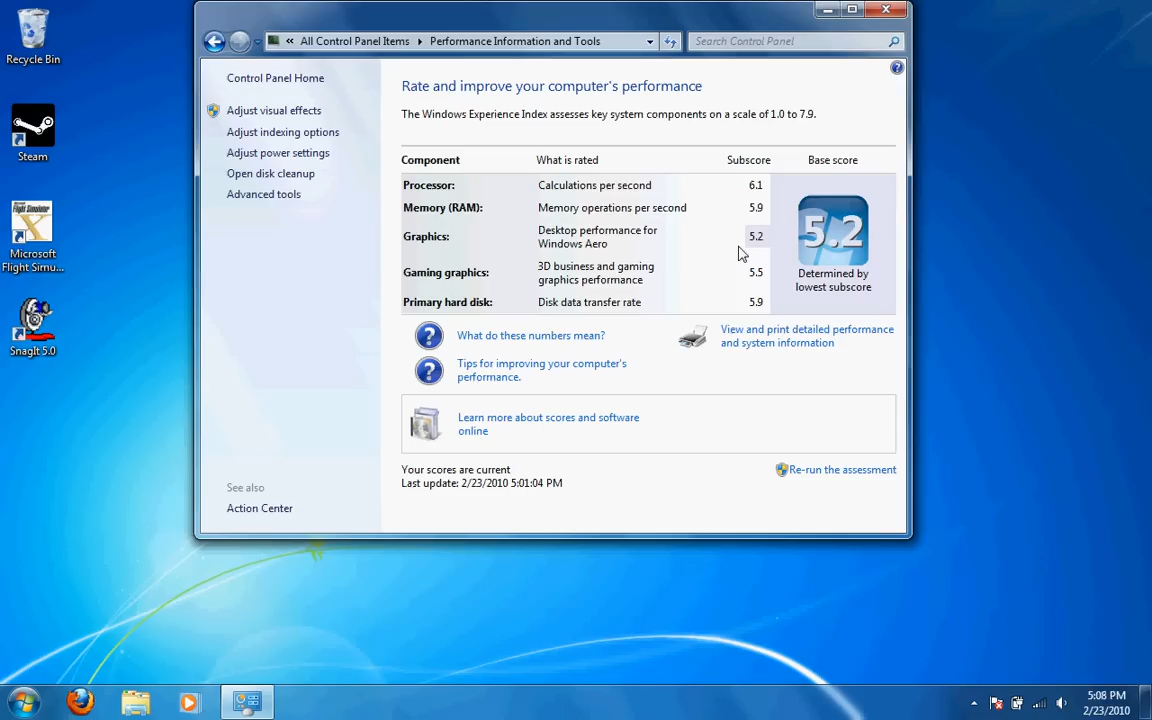 Recycle Bin
Steam
Microsoft
Flight Simu...
SnagIt 5.0
« All Control Panel Items ▸ Performance Information and Tools
Search Control Panel
Control Panel Home
Adjust visual effects
Adjust indexing options
Adjust power settings
Open disk cleanup
Advanced tools
See also
Action Center
Rate and improve your computer's performance
The Windows Experience Index assesses key system components on a scale of 1.0 to 7.9.
Component What is rated Subscore Base score
Processor: Calculations per second 6.1
Memory (RAM): Memory operations per second 5.9
Graphics: Desktop performance for
Windows Aero 5.2
Gaming graphics: 3D business and gaming
graphics performance 5.5
Primary hard disk: Disk data transfer rate 5.9
5.2
Determined by
lowest subscore
What do these numbers mean?
Tips for improving your computer's
performance.
View and print detailed performance
and system information
Learn more about scores and software
online
Your scores are current
Last update: 2/23/2010 5:01:04 PM
Re-run the assessment
5:08 PM
2/23/2010